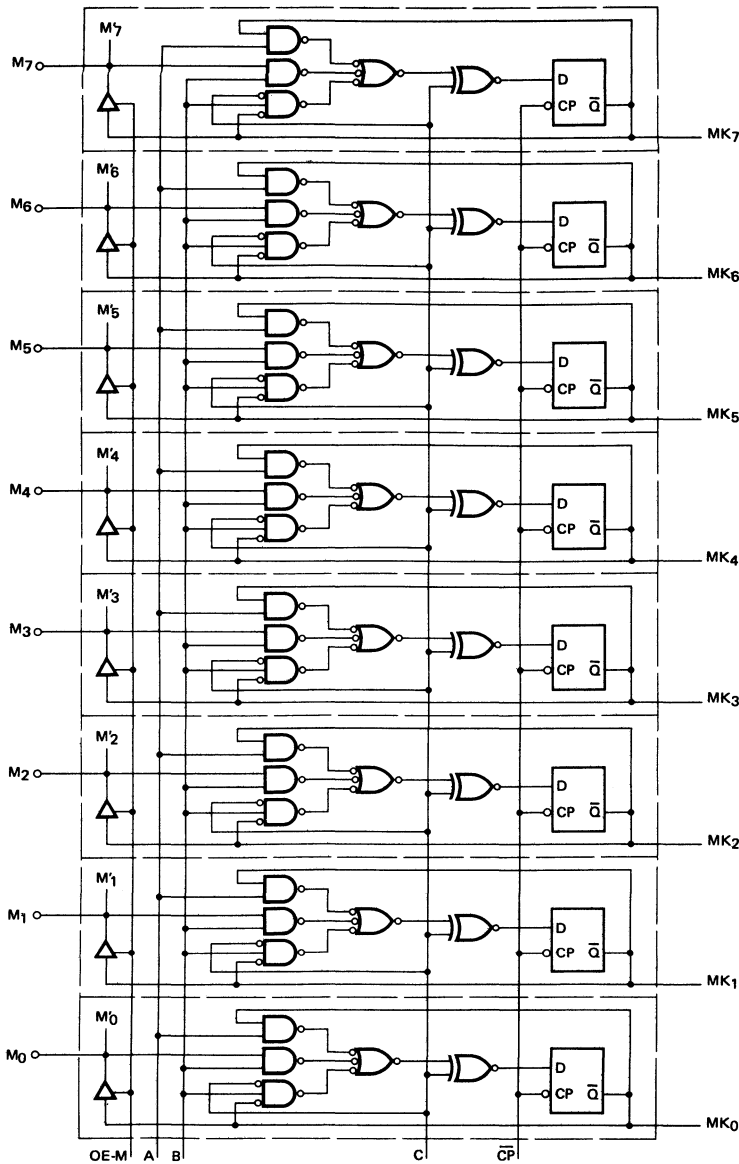 M'7
M7
D
CP Q̅
MK7
M'6
M6
D
CP Q̅
MK6
M'5
M5
D
CP Q̅
MK5
M'4
M4
D
CP Q̅
MK4
M'3
M3
D
CP Q̅
MK3
M'2
M2
D
CP Q̅
MK2
M'1
M1
D
CP Q̅
MK1
M'0
M0
D
CP Q̅
MK0
OE-M A B C C̅P̅